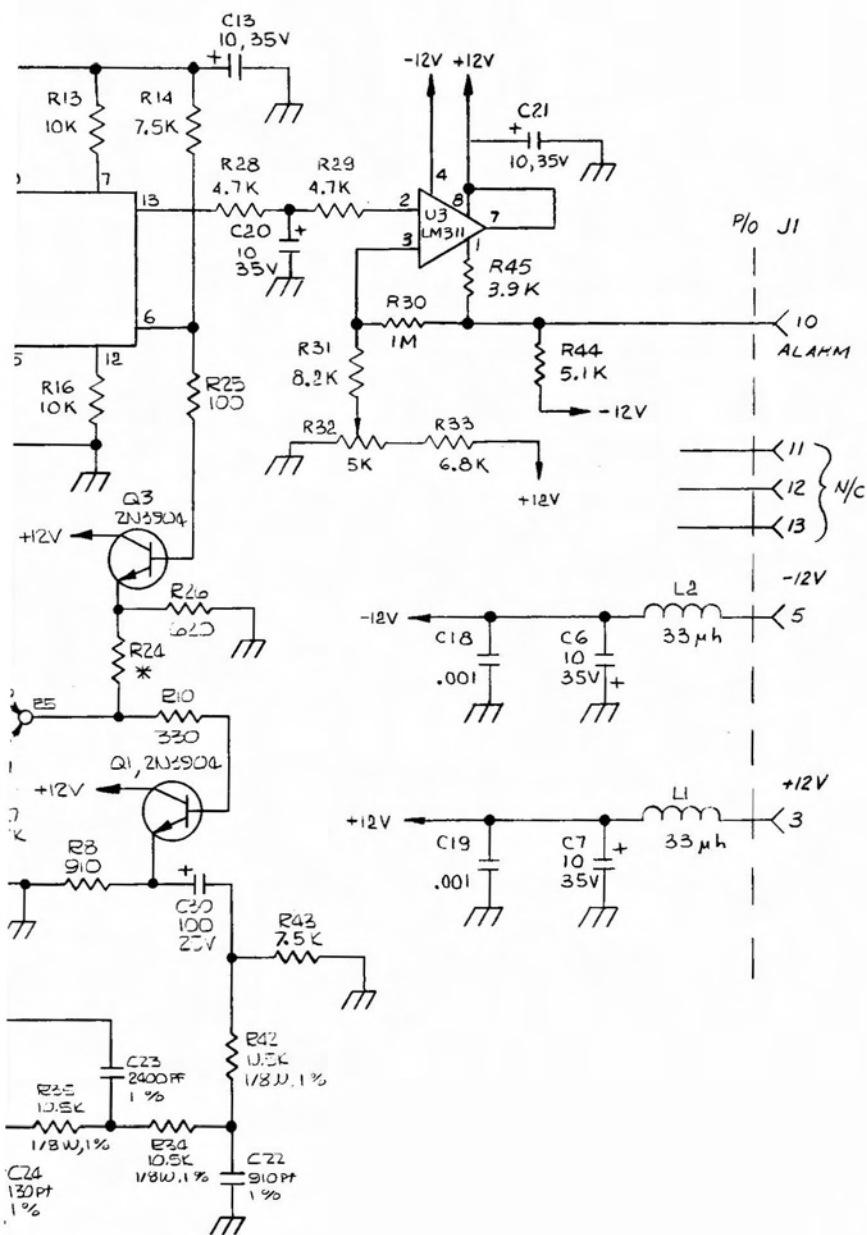 C13
10,35V
+
R13
10K
R14
7.5K
-12V +12V
C21
+
10,35V
7
R28
4.7K
R29
4.7K
4
13
2
8
U3
LM311
7
C20
+
10
35V
3
1
P/O J1
R45
3.9K
6
R30
1M
10
ALARM
12
R16
10K
R25
100
R31
8.2K
R44
5.1K
-12V
R32
5K
R33
6.8K
+12V
11
12
13
N/C
Q3
2N3904
+12V
R26
620
R24
*
-12V
L2
33 μh
-12V
5
C18
.001
C6
10
35V
+
E5
R10
330
Q1, 2N3904
+12V
+12V
L1
33 μh
+12V
3
C19
.001
C7
10
35V
+
R8
910
+
C30
100
25V
R43
7.5K
R42
10.5K
1/8W, 1%
C23
2400PF
1%
R35
10.5K
1/8W, 1%
R34
10.5K
1/8W, 1%
C22
910Pf
1%
C24
130Pf
1%